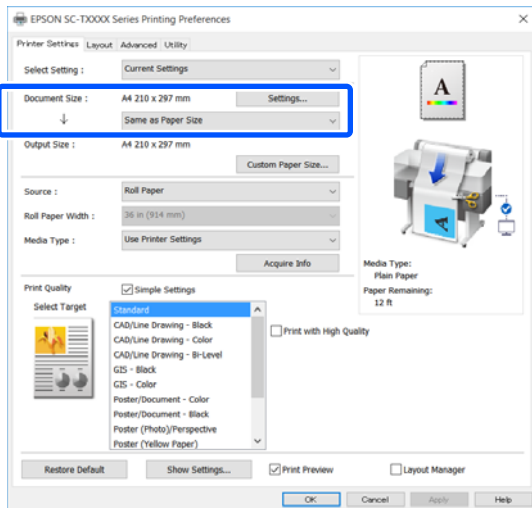 EPSON SC-TXXXX Series Printing Preferences
Printer Settings Layout Advanced Utility
Select Setting : Current Settings
Document Size : A4 210 x 297 mm Settings...
Same as Paper Size
Output Size : A4 210 x 297 mm
Custom Paper Size...
Source : Roll Paper
Roll Paper Width : 36 in (914 mm)
Media Type : Use Printer Settings
Acquire Info
A
Media Type:
Plain Paper
Paper Remaining:
12 ft
Print Quality Simple Settings
Select Target
Standard
CAD/Line Drawing - Black
CAD/Line Drawing - Color
CAD/Line Drawing - Bi-Level
GIS - Black
GIS - Color
Poster/Document - Color
Poster/Document - Black
Poster (Photo)/Perspective
Poster (Yellow Paper)
Print with High Quality
Restore Default Show Settings... Print Preview Layout Manager
OK Cancel Apply Help